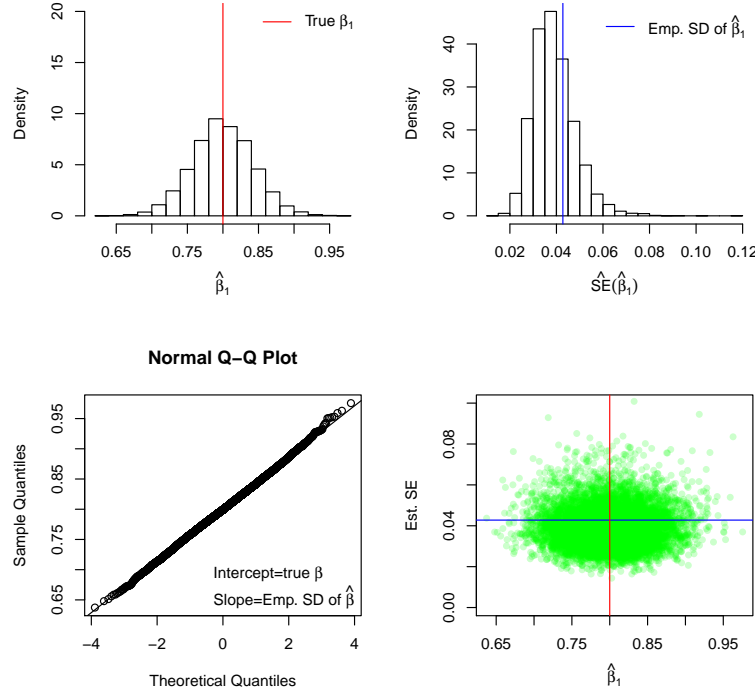 True β1
Density
0 5 10 15 20
0.65 0.75 0.85 0.95
β̂1
Emp. SD of β̂1
Density
0 10 20 30 40
0.02 0.04 0.06 0.08 0.10 0.12
ŜE(β̂1)
Normal Q−Q Plot
Sample Quantiles
0.65 0.75 0.85 0.95
Intercept=true β
Slope=Emp. SD of β̂
−4 −2 0 2 4
Theoretical Quantiles
Est. SE
0.00 0.04 0.08
0.65 0.75 0.85 0.95
β̂1